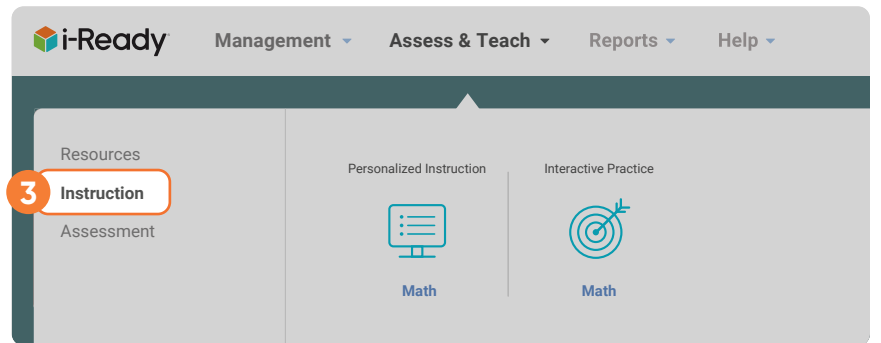 i-Ready Management Assess & Teach Reports Help
Resources
3 Instruction
Assessment
Personalized Instruction Interactive Practice
Math Math